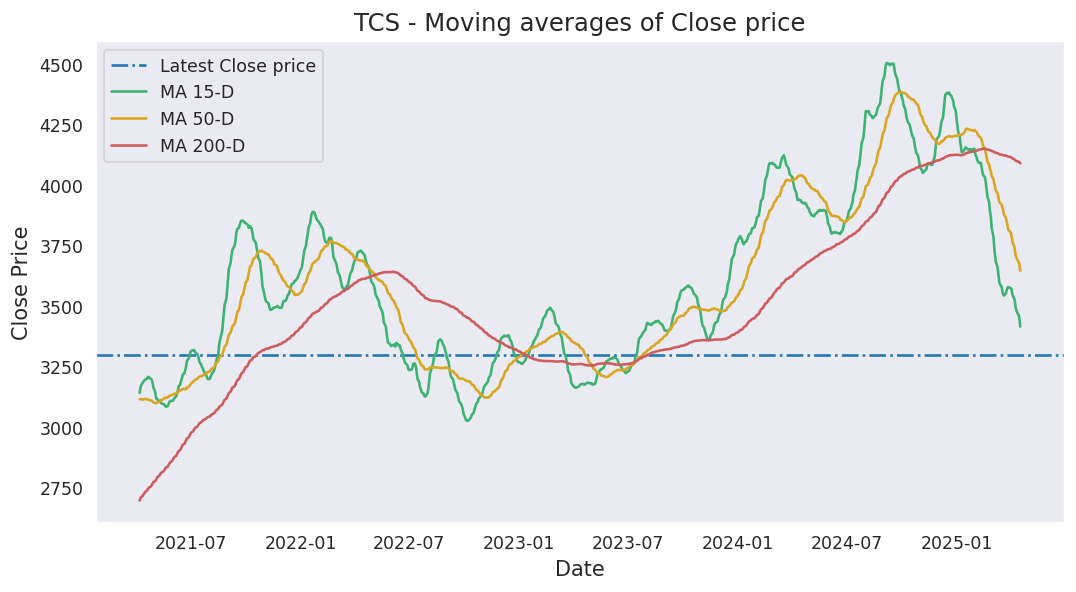 TCS - Moving averages of Close price
Latest Close price
MA 15-D
MA 50-D
MA 200-D
4500
4250
4000
3750
3500
3250
3000
2750
Close Price
2021-07 2022-01 2022-07 2023-01 2023-07 2024-01 2024-07 2025-01
Date